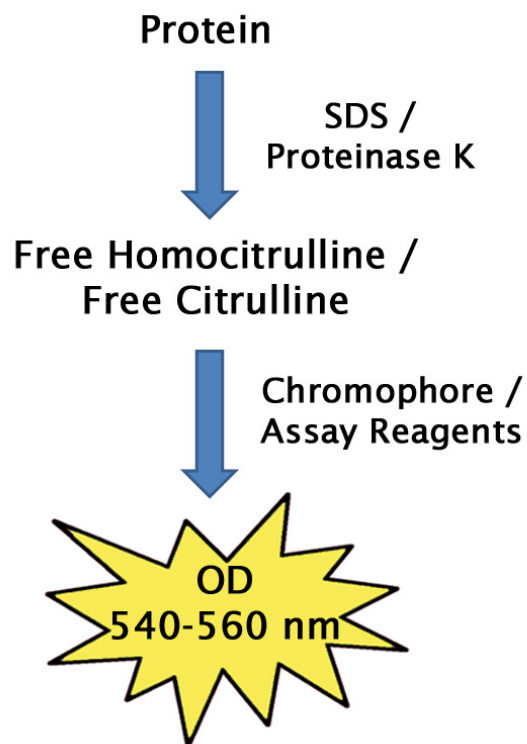 Protein
SDS /
Proteinase K
Free Homocitrulline /
Free Citrulline
Chromophore /
Assay Reagents
OD
540-560 nm